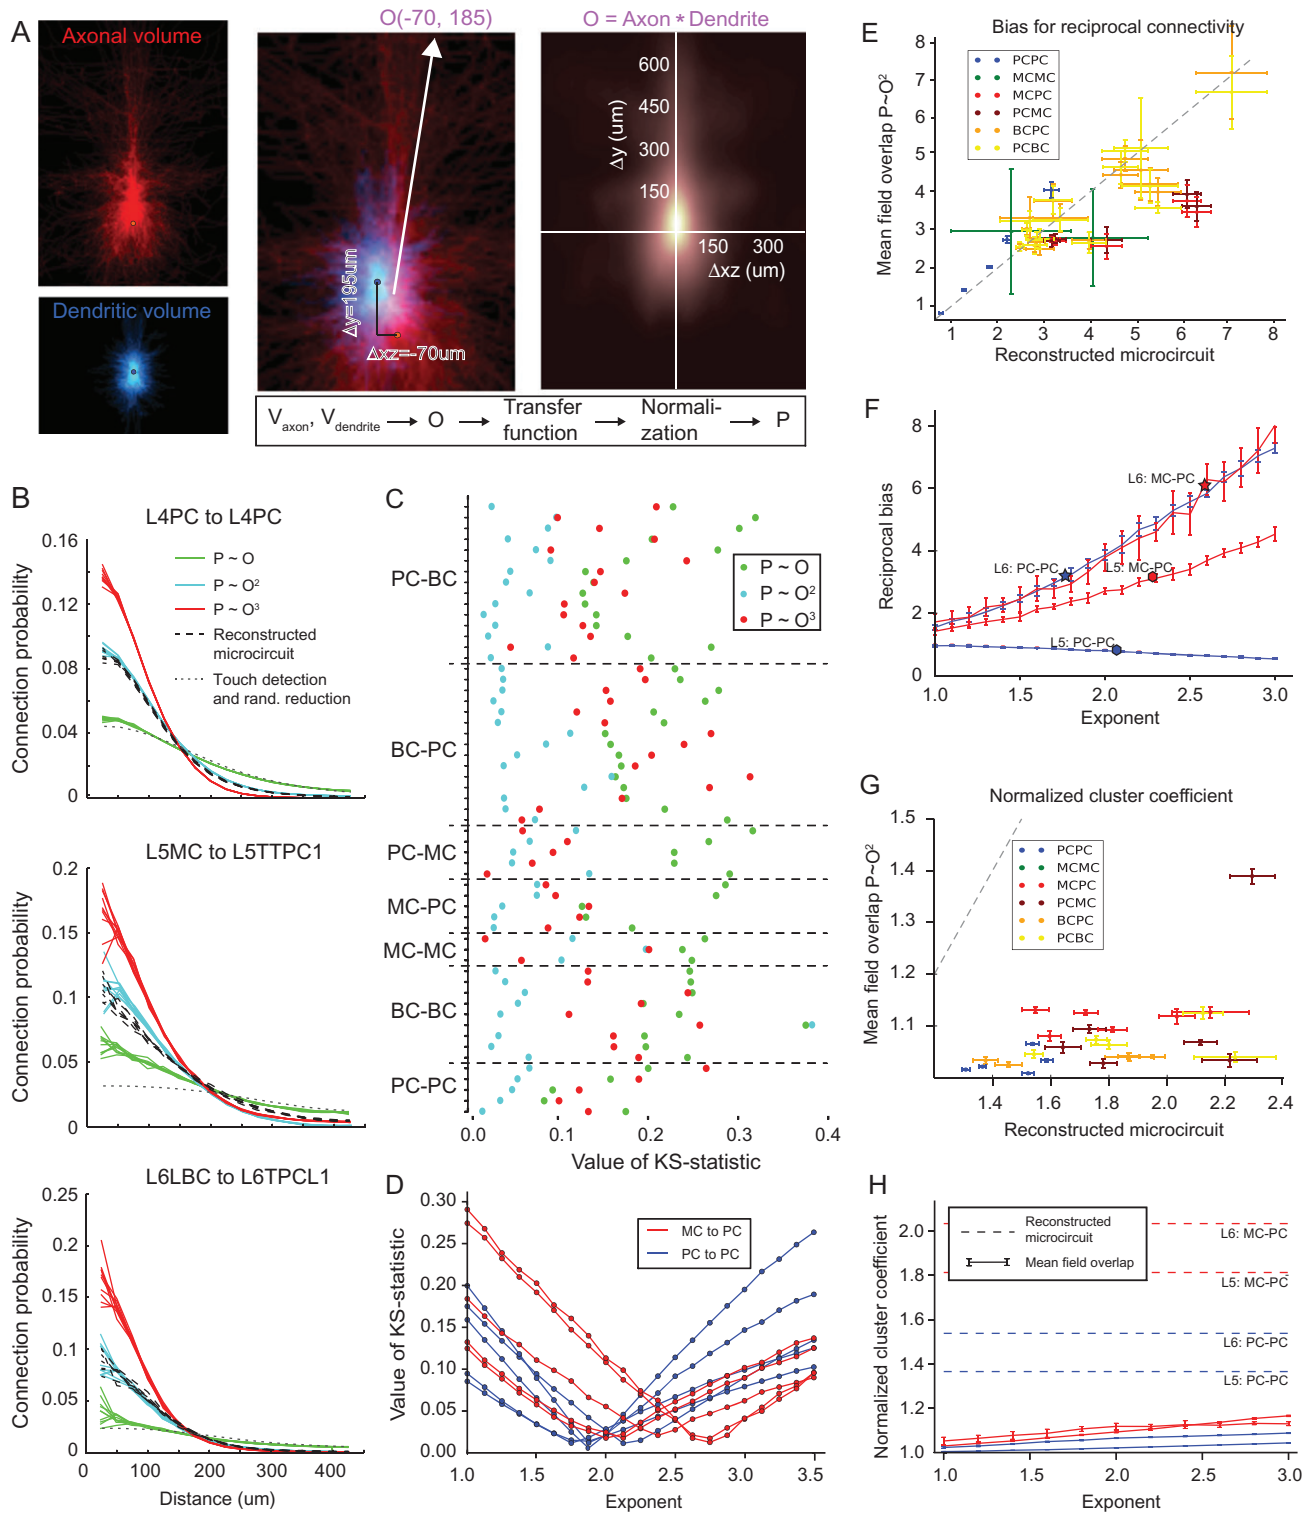 A
Axonal volume
Dendritic volume
O(-70, 185)
Δy=195um
Δxz=-70um
O = Axon * Dendrite
600
450
300
150
Δy (um)
150 300
Δxz (um)
V_axon, V_dendrite → O → Transfer function → Normali-zation → P
B
L4PC to L4PC
0.16
0.12
0.08
0.04
0
Connection probability
P ~ O
P ~ O²
P ~ O³
Reconstructed
microcircuit
Touch detection
and rand. reduction
L5MC to L5TTPC1
0.2
0.15
0.1
0.05
0
Connection probability
L6LBC to L6TPCL1
0.25
0.2
0.15
0.1
0.05
0
Connection probability
0 100 200 300 400
Distance (um)
C
PC-BC
BC-PC
PC-MC
MC-PC
MC-MC
BC-BC
PC-PC
P ~ O
P ~ O²
P ~ O³
0.0 0.1 0.2 0.3 0.4
Value of KS-statistic
D
0.30
0.25
0.20
0.15
0.10
0.05
0.00
Value of KS-statistic
MC to PC
PC to PC
1.0 1.5 2.0 2.5 3.0 3.5
Exponent
E
Bias for reciprocal connectivity
8
7
6
5
4
3
2
1
Mean field overlap P~O²
PCPC
MCMC
MCPC
PCMC
BCPC
PCBC
1 2 3 4 5 6 7 8
Reconstructed microcircuit
F
8
6
4
2
0
Reciprocal bias
L6: MC-PC
L6: PC-PC
L5: MC-PC
L5: PC-PC
1.0 1.5 2.0 2.5 3.0
Exponent
G
Normalized cluster coefficient
1.5
1.4
1.3
1.2
1.1
Mean field overlap P~O²
PCPC
MCMC
MCPC
PCMC
BCPC
PCBC
1.4 1.6 1.8 2.0 2.2 2.4
Reconstructed microcircuit
H
2.0
1.8
1.6
1.4
1.2
1.0
Normalized cluster coefficient
Reconstructed
microcircuit
Mean field overlap
L6: MC-PC
L5: MC-PC
L6: PC-PC
L5: PC-PC
1.0 1.5 2.0 2.5 3.0
Exponent